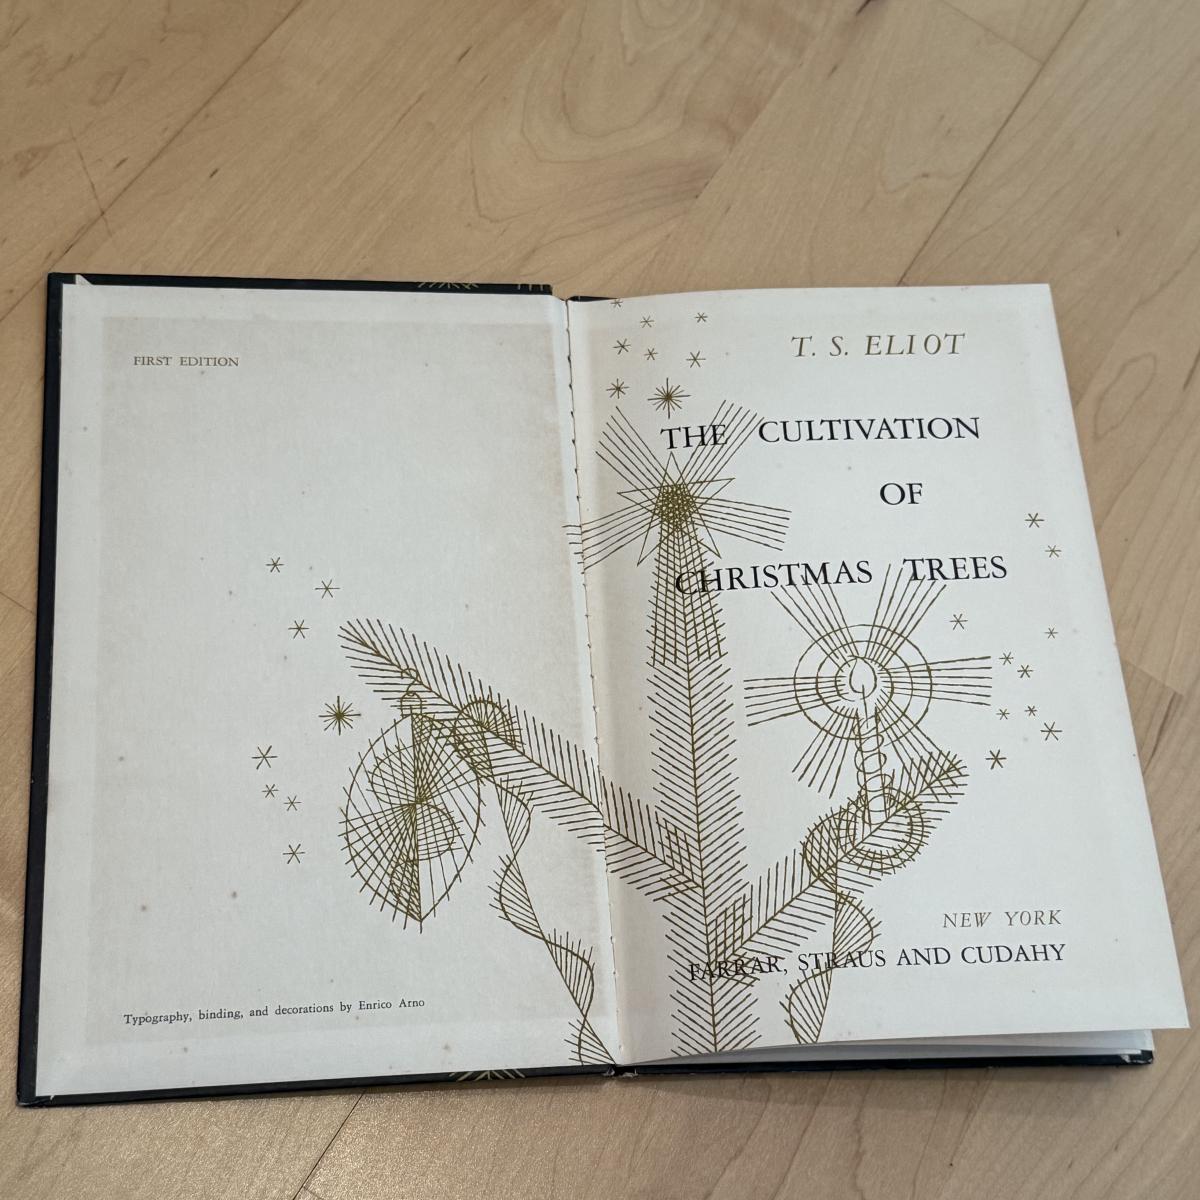 FIRST EDITION
Typography, binding, and decorations by Enrico Arno
T. S. ELIOT
THE CULTIVATION
OF
CHRISTMAS TREES
NEW YORK
FARRAR, STRAUS AND CUDAHY